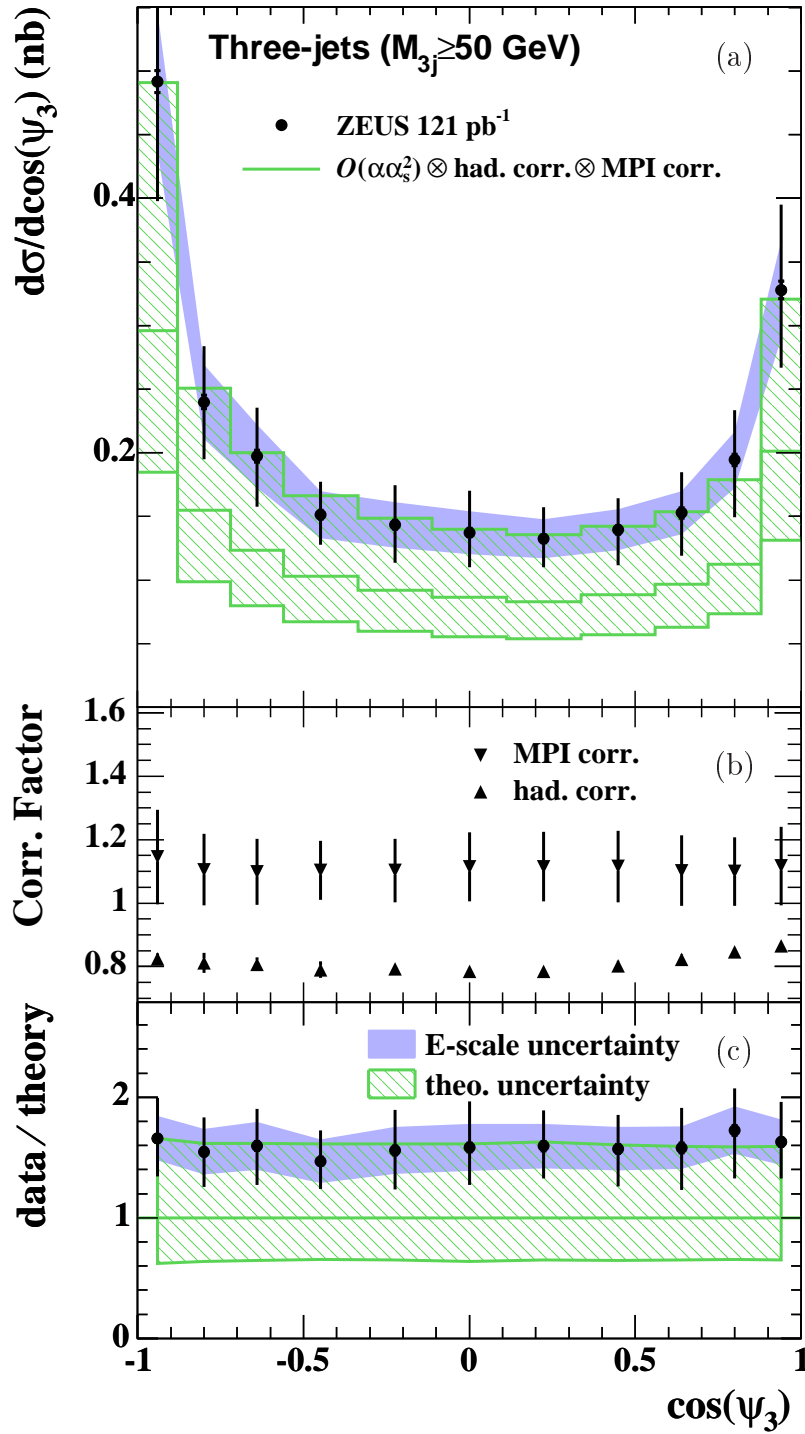 Three-jets (M₃ⱼ≥50 GeV)
(a)
ZEUS 121 pb⁻¹
O(αα²ₛ) ⊗ had. corr. ⊗ MPI corr.
dσ/dcos(ψ₃) (nb)
0.4
0.2
Corr. Factor
1.6
1.4
1.2
1
0.8
MPI corr.
(b)
had. corr.
data / theory
2
1
0
E-scale uncertainty
(c)
theo. uncertainty
-1
-0.5
0
0.5
1
cos(ψ₃)